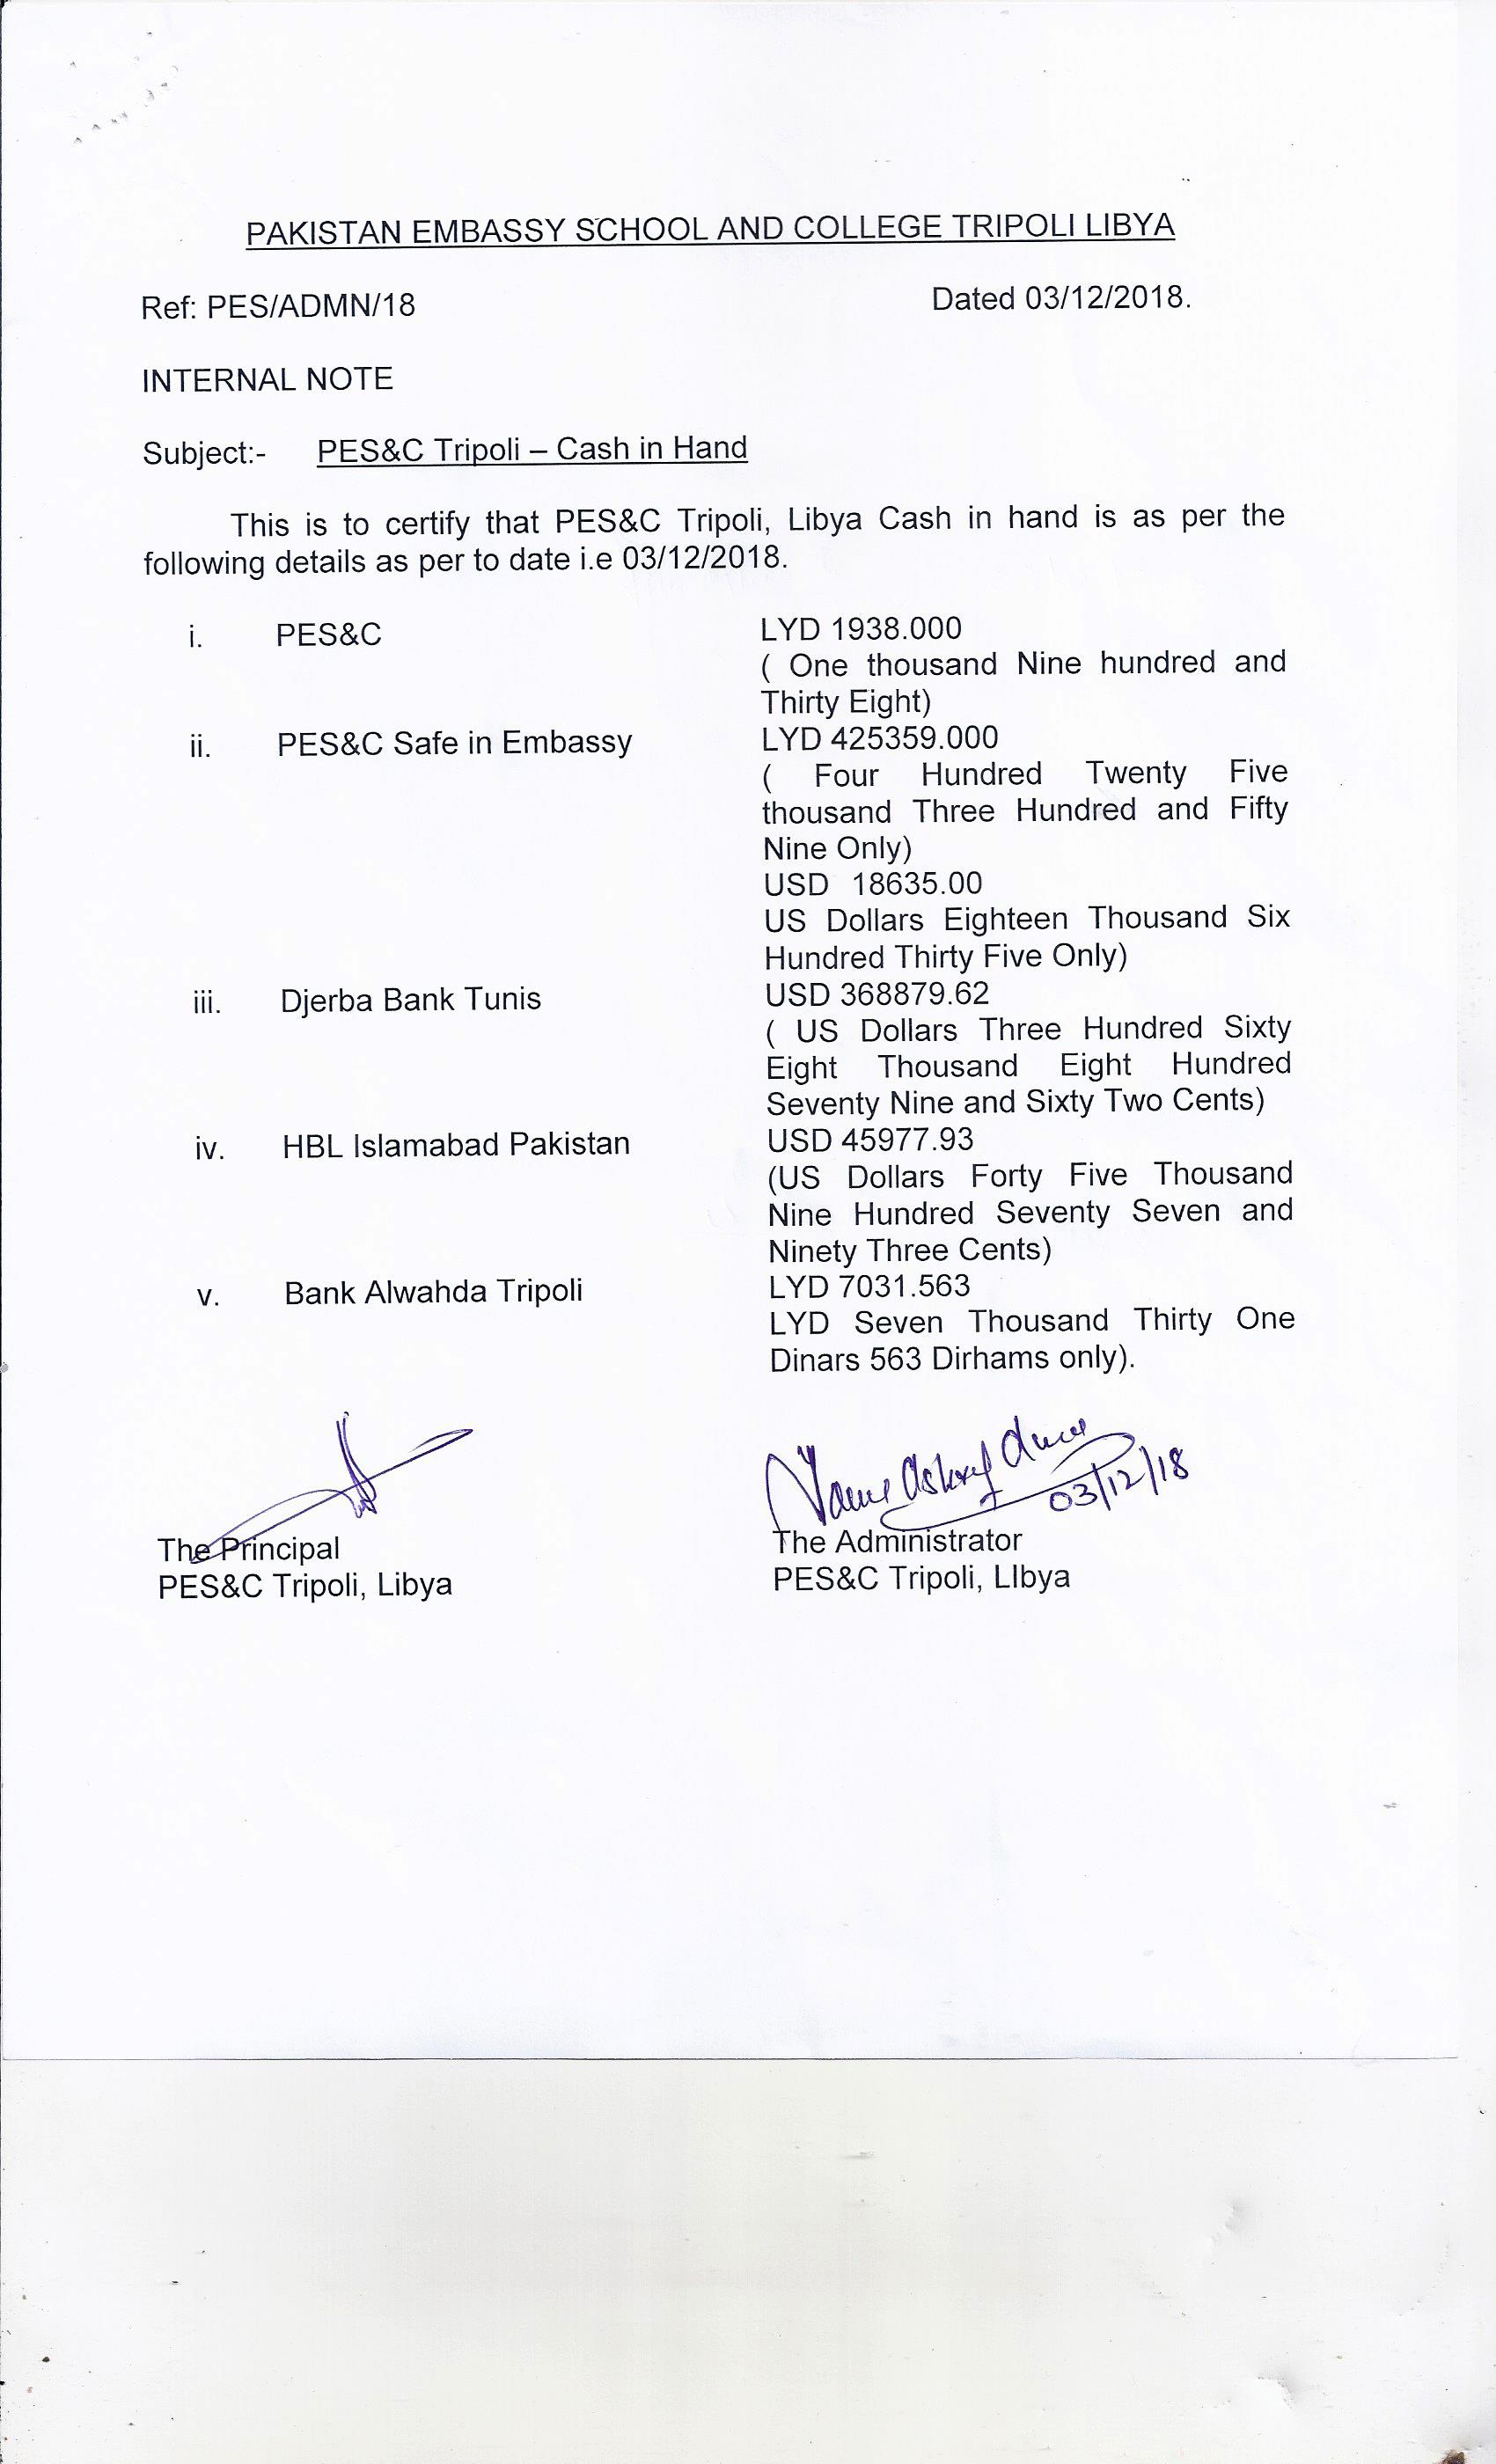 PAKISTAN EMBASSY SCHOOL AND COLLEGE TRIPOLI LIBYA
Ref: PES/ADMN/18 Dated 03/12/2018.
INTERNAL NOTE
Subject:- PES&C Tripoli – Cash in Hand
This is to certify that PES&C Tripoli, Libya Cash in hand is as per the
following details as per to date i.e 03/12/2018.
i. PES&C LYD 1938.000
( One thousand Nine hundred and
Thirty Eight)
ii. PES&C Safe in Embassy LYD 425359.000
( Four Hundred Twenty Five
thousand Three Hundred and Fifty
Nine Only)
USD 18635.00
US Dollars Eighteen Thousand Six
Hundred Thirty Five Only)
iii. Djerba Bank Tunis USD 368879.62
( US Dollars Three Hundred Sixty
Eight Thousand Eight Hundred
Seventy Nine and Sixty Two Cents)
iv. HBL Islamabad Pakistan USD 45977.93
(US Dollars Forty Five Thousand
Nine Hundred Seventy Seven and
Ninety Three Cents)
v. Bank Alwahda Tripoli LYD 7031.563
LYD Seven Thousand Thirty One
Dinars 563 Dirhams only).
03/12/18
The Principal The Administrator
PES&C Tripoli, Libya PES&C Tripoli, LIbya